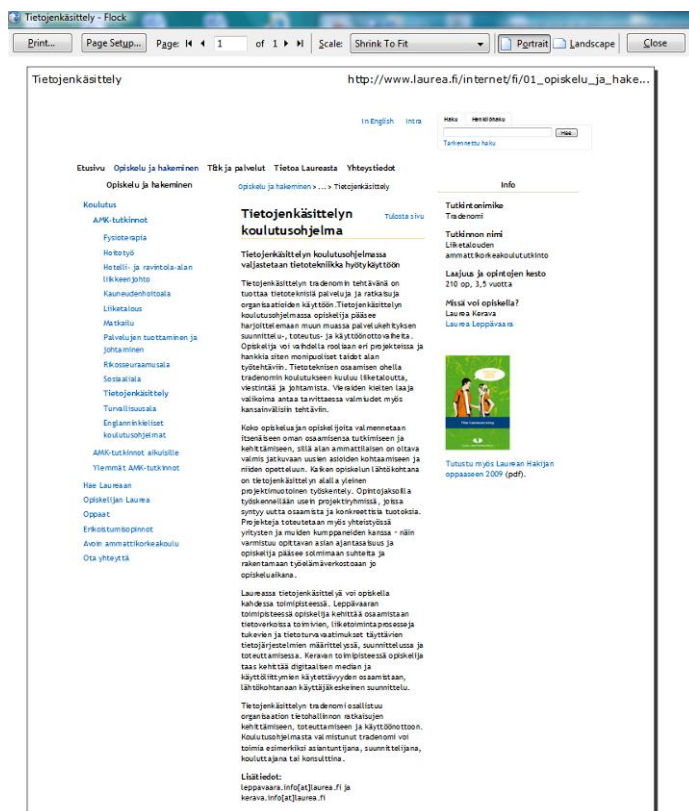 Tietojenkäsittely - Flock
Print... Page Setup... Page: 1 of 1 Scale: Shrink To Fit Portrait Landscape Close
Tietojenkäsittely http://www.laurea.fi/internet/fi/01_opiskelu_ja_hake...
In English Intra
Haku Henkilöhaku
Hae
Tarkennettu haku
Etusivu Opiskelu ja hakeminen T&k ja palvelut Tietoa Laureasta Yhteystiedot
Opiskelu ja hakeminen
Koulutus
AMK-tutkinnot
Fysioterapia
Hoitotyö
Hotelli- ja ravintola-alan
liikkeenjohto
Kauneudenhoitoala
Liiketalous
Matkailu
Palvelujen tuottaminen ja
johtaminen
Rikosseuraamusala
Sosiaaliala
Tietojenkäsittely
Turvallisuusala
Englanninkieliset
koulutusohjelmat
AMK-tutkinnot aikuisille
Ylemmät AMK-tutkinnot
Hae Laureaan
Opiskelijan Laurea
Oppaat
Erikoistumisopinnot
Avoin ammattikorkeakoulu
Ota yhteyttä
Opiskelu ja hakeminen > ... > Tietojenkäsittely
Tietojenkäsittelyn
koulutusohjelma
Tulosta sivu
Tietojenkäsittelyn koulutusohjelmassa
valjastetaan tietotekniikka hyötykäyttöön
Tietojenkäsittelyn tradenomin tehtävänä on
tuottaa tietoteknisiä palveluja ja ratkaisuja
organisaatioiden käyttöön.Tietojenkäsittelyn
koulutusohjelmassa opiskelija pääsee
harjoittelemaan muun muassa palvelukehityksen
suunnittelu-, toteutus- ja käyttöönottovaiheita.
Opiskelija voi vaihdella rooliaan eri projekteissa ja
hankkia siten monipuoliset taidot alan
työtehtäviin. Tietoteknisen osaamisen ohella
tradenomin koulutukseen kuuluu liiketaloutta,
viestintää ja johtamista. Vieraiden kielten laaja
valikoima antaa tarvittaessa valmiudet myös
kansainvälisiin tehtäviin.
Koko opiskeluajan opiskelijoita valmennetaan
itsenäiseen oman osaamisensa tutkimiseen ja
kehittämiseen, sillä alan ammattilaisen on oltava
valmis jatkuvaan uusien asioiden kohtaamiseen ja
niiden opetteluun. Kaiken opiskelun lähtökohtana
on tietojenkäsittelyn alalla yleinen
projektimuotoinen työskentely. Opintojaksoilla
työskennellään usein projektiryhmissä, joissa
syntyy uutta osaamista ja konkreettisia tuotoksia.
Projekteja toteutetaan myös yhteistyössä
yritysten ja muiden kumppaneiden kanssa - näin
varmistuu opittavan asian ajantasaisuus ja
opiskelija pääsee solmimaan suhteita ja
rakentamaan työelämäverkostoaan jo
opiskeluaikana.
Laureassa tietojenkäsittelyä voi opiskella
kahdessa toimipisteessä. Leppävaaran
toimipisteessä opiskelija kehittää osaamistaan
tietoverkoissa toimivien, liiketoimintaprosesseja
tukevien ja tietoturvavaatimukset täyttävien
tietojärjestelmien määrittelyssä, suunnittelussa ja
toteuttamisessa. Keravan toimipisteessä opiskelija
taas kehittää digitaalisen median ja
käyttöliittymien käytettävyyden osaamistaan,
lähtökohtanaan käyttäjäkeskeinen suunnittelu.
Tietojenkäsittelyn tradenomi osallistuu
organisaation tietohallinnon ratkaisujen
kehittämiseen, toteuttamiseen ja käyttöönottoon.
Koulutusohjelmasta valmistunut tradenomi voi
toimia esimerkiksi asiantuntijana, suunnittelijana,
kouluttajana tai konsulttina.
Lisätiedot:
leppavaara.info[at]laurea.fi ja
kerava.info[at]laurea.fi
Info
Tutkintonimike
Tradenomi
Tutkinnon nimi
Liiketalouden
ammattikorkeakoulututkinto
Laajuus ja opintojen kesto
210 op, 3,5 vuotta
Missä voi opiskella?
Laurea Kerava
Laurea Leppävaara
Tutustu myös Laurean Hakijan
oppaaseen 2009 (pdf).